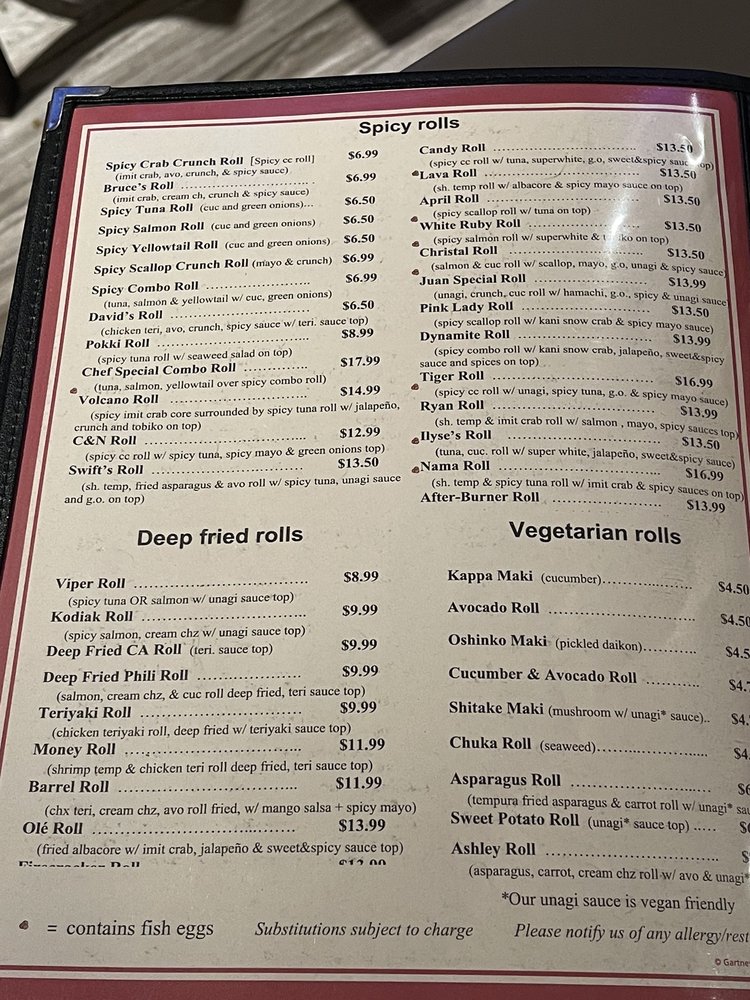 Spicy rolls
Spicy Crab Crunch Roll [Spicy cc roll] $6.99
(imit crab, avo, crunch, & spicy sauce)
Bruce's Roll $6.99
(imit crab, cream ch, crunch & spicy sauce)
Spicy Tuna Roll (cuc and green onions)... $6.50
Spicy Salmon Roll (cuc and green onions) $6.50
Spicy Yellowtail Roll (cuc and green onions) $6.50
Spicy Scallop Crunch Roll (mayo & crunch) $6.99
Spicy Combo Roll $6.99
(tuna, salmon & yellowtail w/ cuc, green onions)
David's Roll $6.50
(chicken teri, avo, crunch, spicy sauce w/ teri. sauce top)
Pokki Roll $8.99
(spicy tuna roll w/ seaweed salad on top)
Chef Special Combo Roll $17.99
(tuna, salmon, yellowtail over spicy combo roll)
Volcano Roll $14.99
(spicy imit crab core surrounded by spicy tuna roll w/ jalapeño,
crunch and tobiko on top)
C&N Roll $12.99
(spicy cc roll w/ spicy tuna, spicy mayo & green onions top)
Swift's Roll $13.50
(sh. temp, fried asparagus & avo roll w/ spicy tuna, unagi sauce
and g.o. on top)
Candy Roll $13.50
(spicy cc roll w/ tuna, superwhite, g.o, sweet&spicy top)
Lava Roll $13.50
(sh. temp roll w/ albacore & spicy mayo sauce on top)
April Roll $13.50
(spicy scallop roll w/ tuna on top)
White Ruby Roll $13.50
(spicy salmon roll w/ superwhite & on top)
Christal Roll $13.50
(salmon & cuc roll w/ scallop, mayo, g.o, unagi & spicy sauce)
Juan Special Roll $13.99
(unagi, crunch, cuc roll w/ hamachi, g.o., spicy & unagi sauce
Pink Lady Roll $13.50
(spicy scallop roll w/ kani snow crab & spicy mayo sauce)
Dynamite Roll $13.99
(spicy combo roll w/ kani snow crab, jalapeño, sweet&spicy
sauce and spices on top)
Tiger Roll $16.99
(spicy cc roll w/ unagi, spicy tuna, g.o. & spicy mayo sauce)
Ryan Roll $13.99
(sh. temp & imit crab roll w/ salmon , mayo, spicy sauces top)
Ilyse's Roll $13.50
(tuna, cuc. roll w/ super white, jalapeño, sweet&spicy sauce)
Nama Roll $16.99
(sh. temp & spicy tuna roll w/ imit crab & spicy sauces on top)
After-Burner Roll $13.99
Deep fried rolls
Viper Roll $8.99
(spicy tuna OR salmon w/ unagi sauce top)
Kodiak Roll $9.99
(spicy salmon, cream chz w/ unagi sauce top)
Deep Fried CA Roll (teri. sauce top) $9.99
Deep Fried Phili Roll $9.99
(salmon, cream chz, & cuc roll deep fried, teri sauce top)
Teriyaki Roll $9.99
(chicken teriyaki roll, deep fried w/ teriyaki sauce top)
Money Roll $11.99
(shrimp temp & chicken teri roll deep fried, teri sauce top)
Barrel Roll $11.99
(chx teri, cream chz, avo roll fried, w/ mango salsa + spicy mayo)
Olé Roll $13.99
(fried albacore w/ imit crab, jalapeño & sweet&spicy sauce top)
Vegetarian rolls
Kappa Maki (cucumber) $4.50
Avocado Roll $4.50
Oshinko Maki (pickled daikon) $4.5
Cucumber & Avocado Roll $4.
Shitake Maki (mushroom w/ unagi* sauce).. $4.
Chuka Roll (seaweed) $4.
Asparagus Roll
(tempura fried asparagus & carrot roll w/ unagi*
Sweet Potato Roll (unagi* sauce top) .....
Ashley Roll
(asparagus, carrot, cream chz roll w/ avo & unagi*
*Our unagi sauce is vegan friendly
= contains fish eggs
Substitutions subject to charge
Please notify us of any allergy/rest
© Gartne